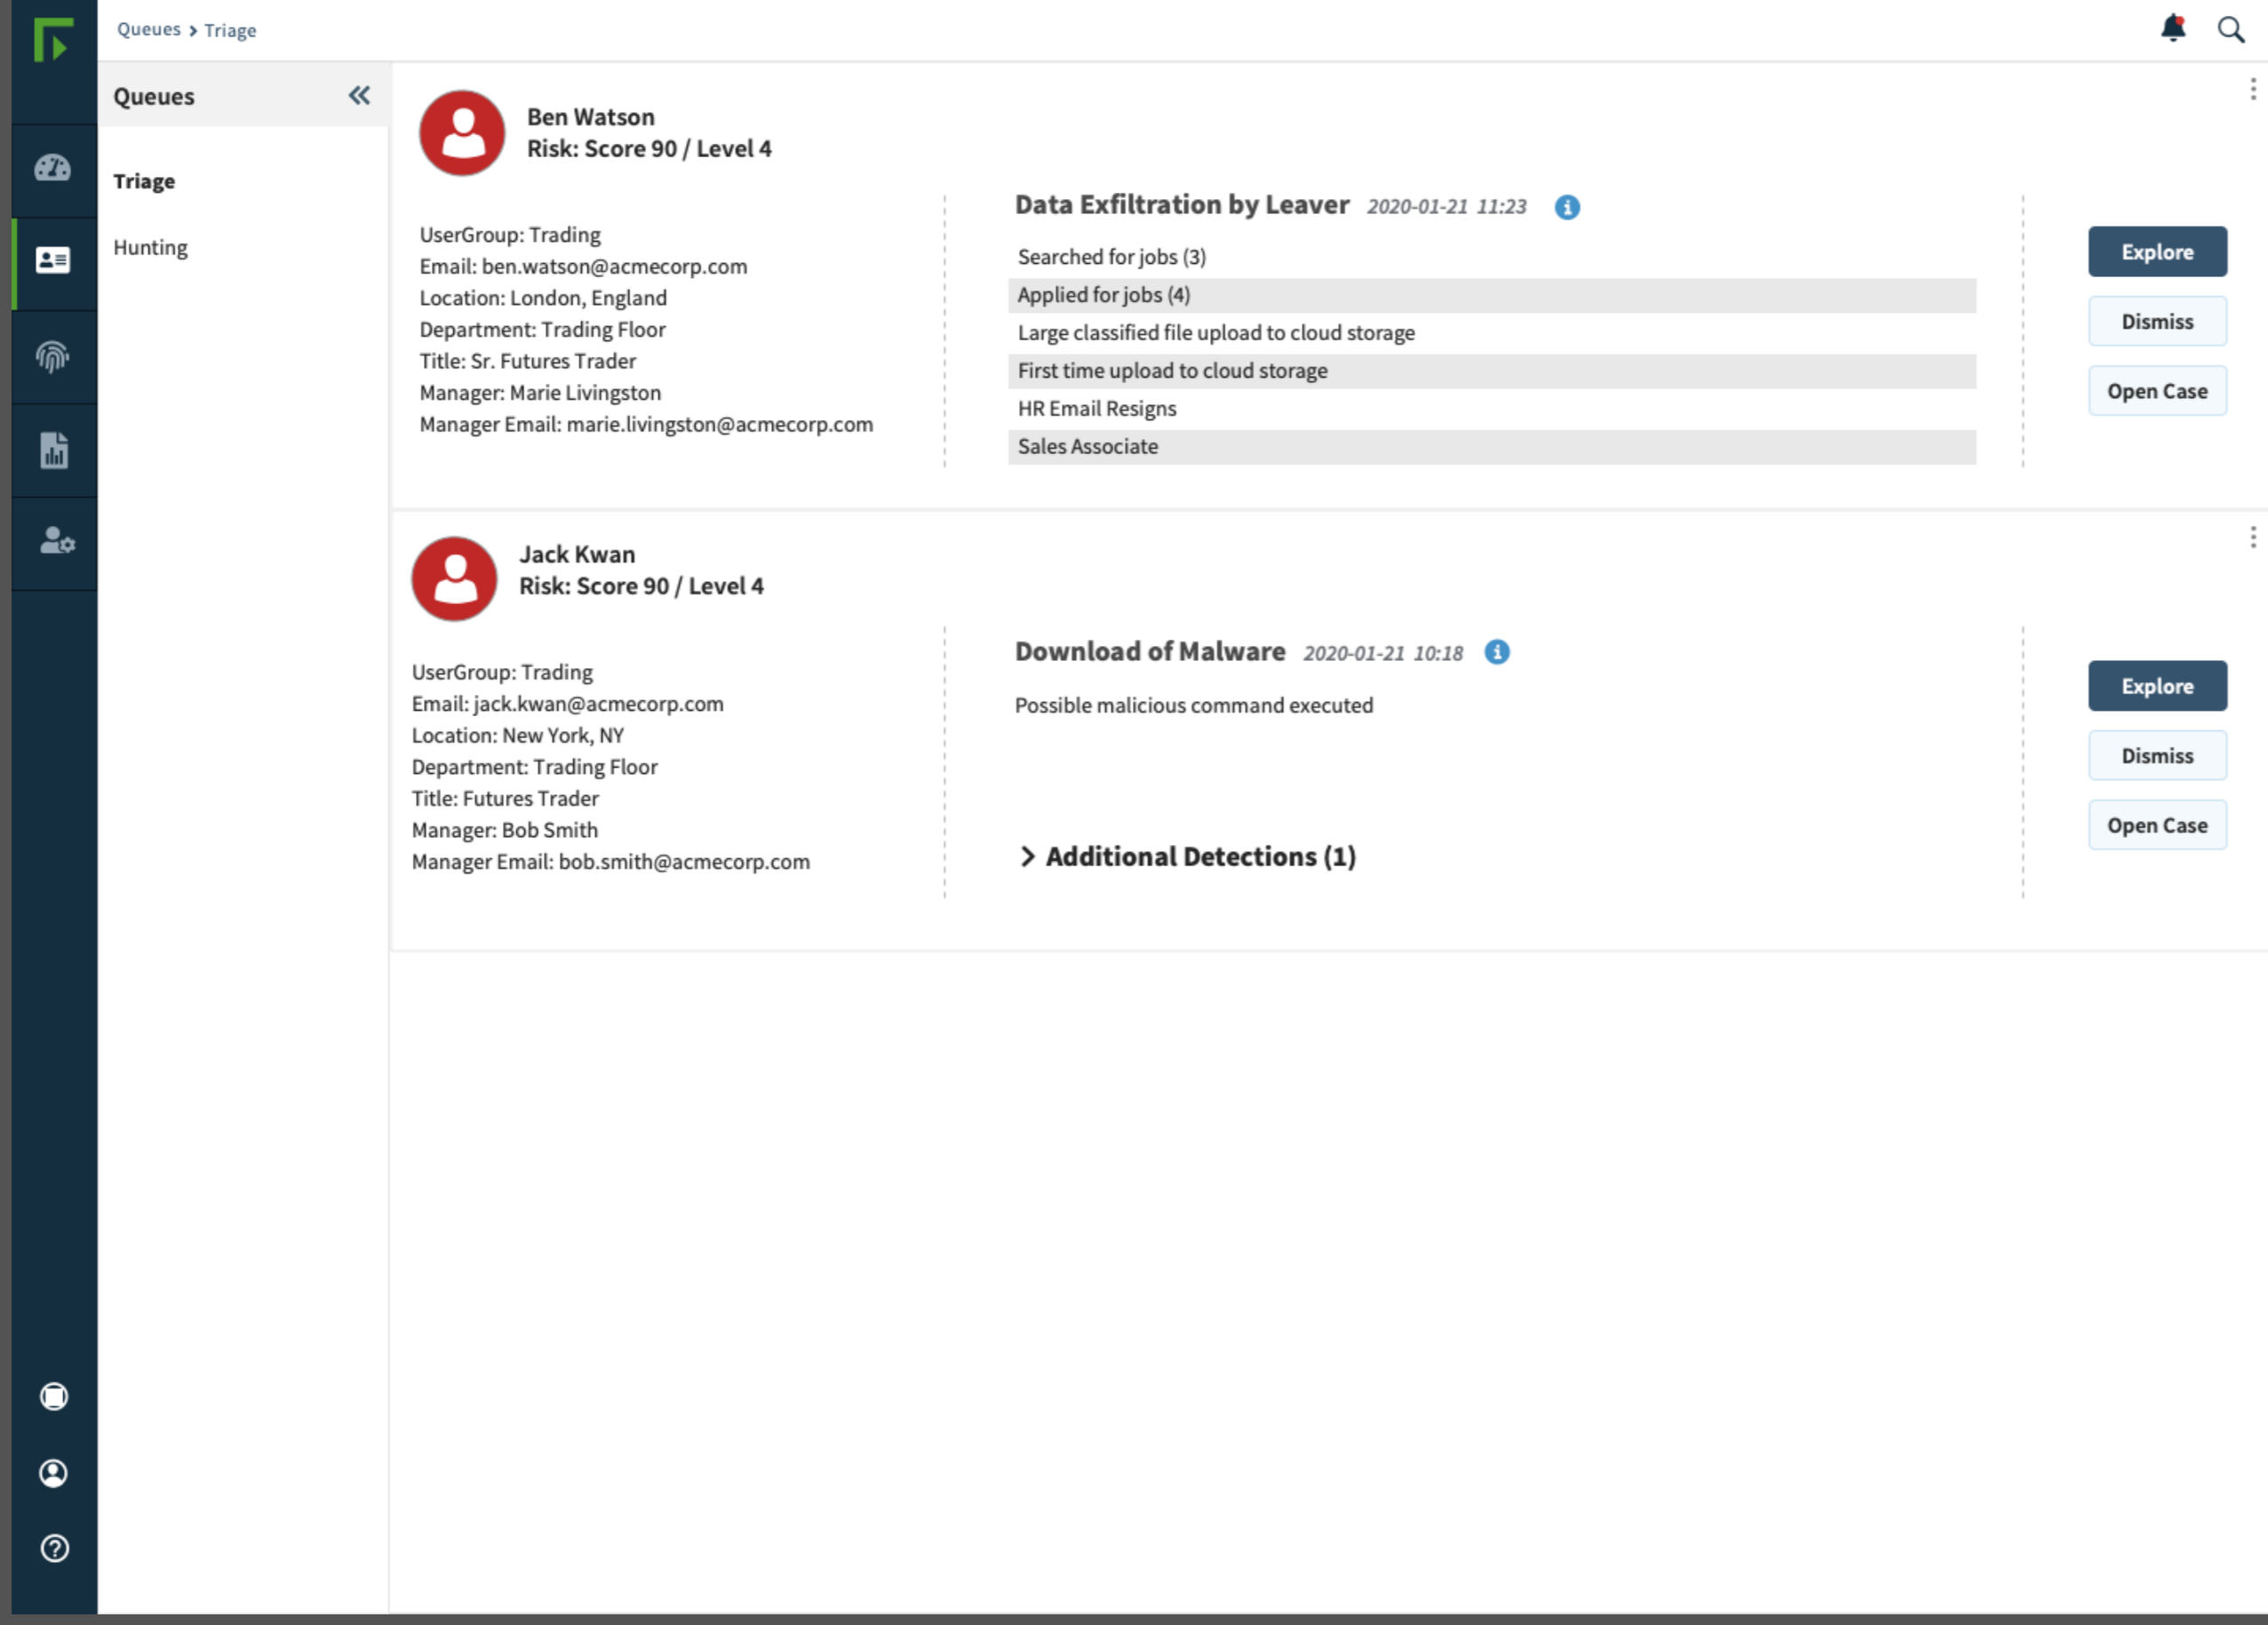 Queues > Triage
Queues
Triage
Hunting
Ben Watson
Risk: Score 90 / Level 4
UserGroup: Trading
Email: ben.watson@acmecorp.com
Location: London, England
Department: Trading Floor
Title: Sr. Futures Trader
Manager: Marie Livingston
Manager Email: marie.livingston@acmecorp.com
Data Exfiltration by Leaver 2020-01-21 11:23
Searched for jobs (3)
Applied for jobs (4)
Large classified file upload to cloud storage
First time upload to cloud storage
HR Email Resigns
Sales Associate
Explore
Dismiss
Open Case
Jack Kwan
Risk: Score 90 / Level 4
UserGroup: Trading
Email: jack.kwan@acmecorp.com
Location: New York, NY
Department: Trading Floor
Title: Futures Trader
Manager: Bob Smith
Manager Email: bob.smith@acmecorp.com
Download of Malware 2020-01-21 10:18
Possible malicious command executed
Additional Detections (1)
Explore
Dismiss
Open Case